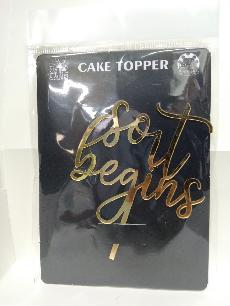 CAKE TOPPER
so it
begins